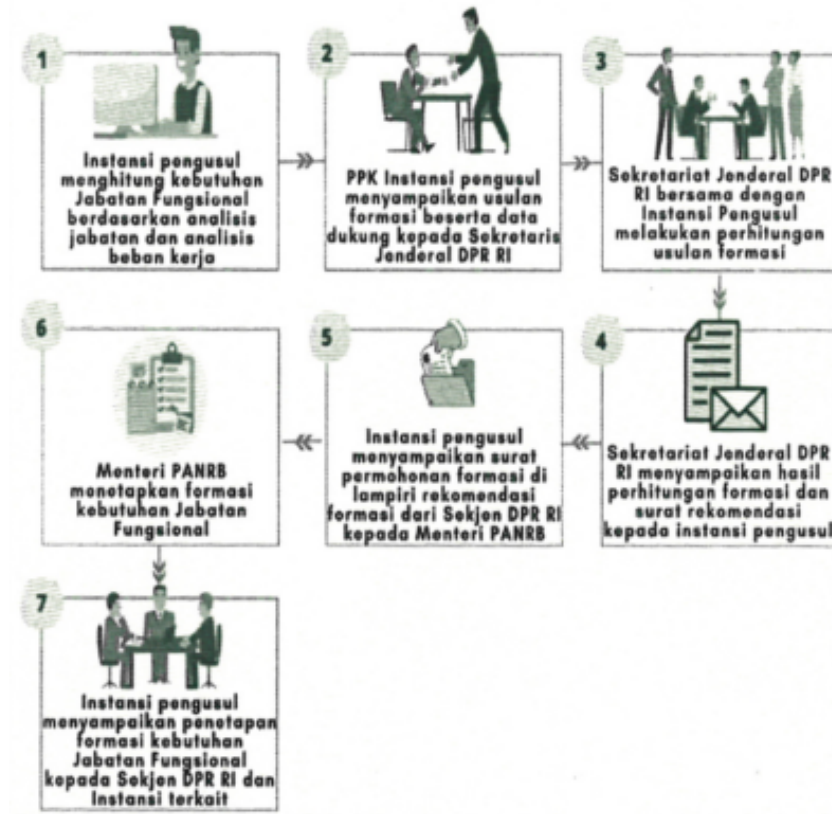 1
Instansi pengusul
menghitung kebutuhan
Jabatan Fungsional
berdasarkan analisis
jabatan dan analisis
beban kerja
2
PPK Instansi pengusul
menyampaikan usulan
formasi beserta data
dukung kepada Sekretaris
Jenderal DPR RI
3
Sekretariat Jenderal DPR
RI bersama dengan
Instansi Pengusul
melakukan perhitungan
usulan formasi
4
Sekretariat Jenderal DPR
RI menyampaikan hasil
perhitungan formasi dan
surat rekomendasi
kepada instansi pengusul
5
Instansi pengusul
menyampaikan surat
permohonan formasi di
lampiri rekomendasi
formasi dari Sekjen DPR RI
kepada Menteri PANRB
6
Menteri PANRB
menetapkan formasi
kebutuhan Jabatan
Fungsional
7
Instansi pengusul
menyampaikan penetapan
formasi kebutuhan
Jabatan Fungsional
kepada Sekjen DPR RI dan
Instansi terkait